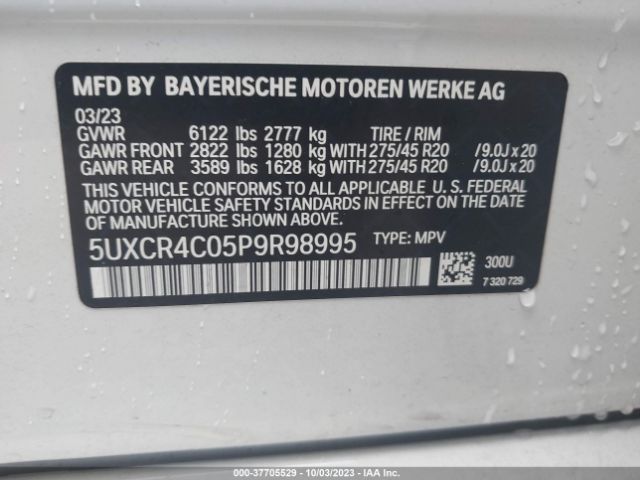 MFD BY BAYERISCHE MOTOREN WERKE AG
03/23
GVWR 6122 lbs 2777 kg TIRE / RIM
GAWR FRONT 2822 lbs 1280 kg WITH 275/45 R20 /9.0J x 20
GAWR REAR 3589 lbs 1628 kg WITH 275/45 R20 /9.0J x 20
THIS VEHICLE CONFORMS TO ALL APPLICABLE U. S. FEDERAL
MOTOR VEHICLE SAFETY STANDARDS IN EFFECT ON THE DATE OF
MANUFACTURE SHOWN ABOVE.
5UXCR4C05P9R98995 TYPE: MPV
300U
7 320 729
000-37705529 - 10/03/2023 - IAA Inc.